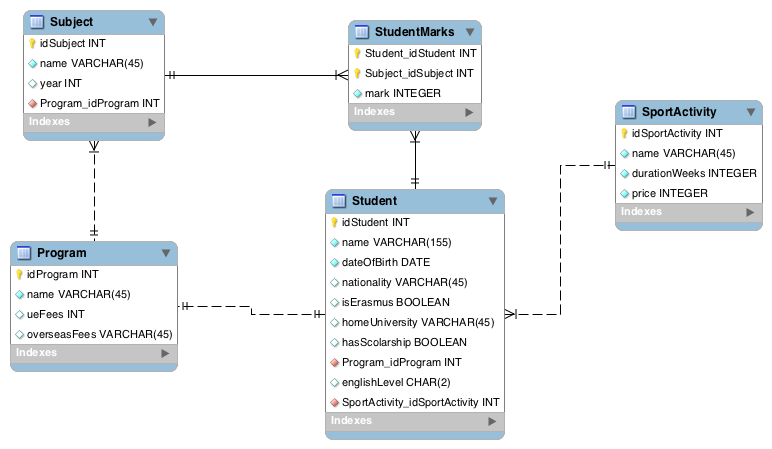 Subject
idSubject INT
name VARCHAR(45)
year INT
Program_idProgram INT
Indexes
StudentMarks
Student_idStudent INT
Subject_idSubject INT
mark INTEGER
Indexes
SportActivity
idSportActivity INT
name VARCHAR(45)
durationWeeks INTEGER
price INTEGER
Indexes
Program
idProgram INT
name VARCHAR(45)
ueFees INT
overseasFees VARCHAR(45)
Indexes
Student
idStudent INT
name VARCHAR(155)
dateOfBirth DATE
nationality VARCHAR(45)
isErasmus BOOLEAN
homeUniversity VARCHAR(45)
hasScolarship BOOLEAN
Program_idProgram INT
englishLevel CHAR(2)
SportActivity_idSportActivity INT
Indexes